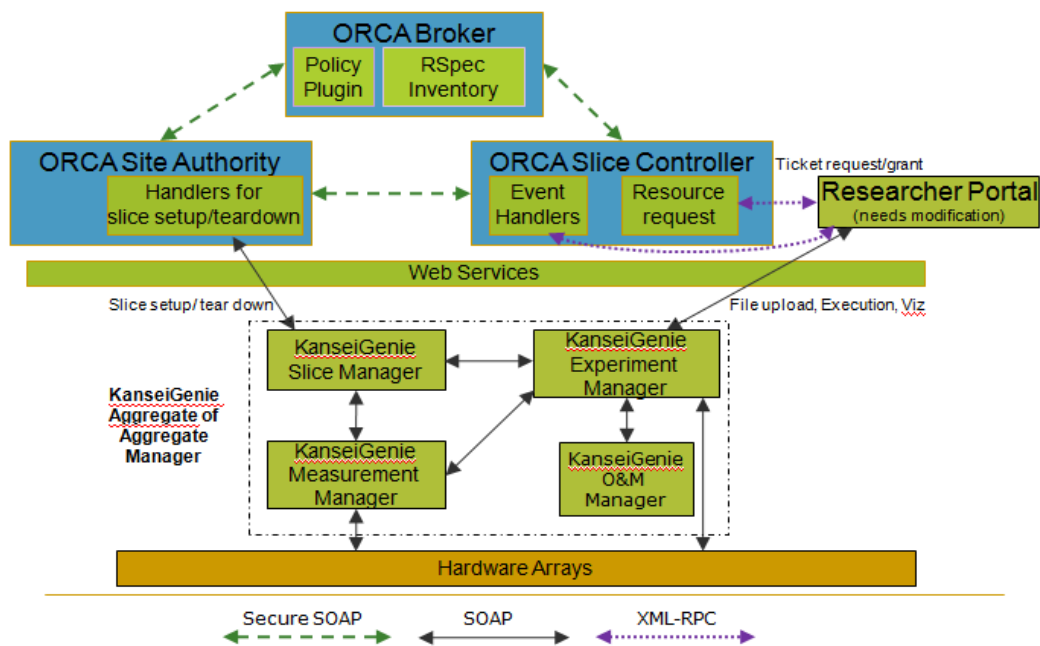 ORCA Broker
Policy
Plugin
RSpec
Inventory
ORCA Site Authority
Handlers for
slice setup/teardown
ORCA Slice Controller
Event
Handlers
Resource
request
Ticket request/grant
Researcher Portal
(needs modification)
Web Services
Slice setup/ tear down
File upload, Execution, Viz
KanseiGenie
Slice Manager
KanseiGenie
Experiment
Manager
KanseiGenie
Aggregate of
Aggregate
Manager
KanseiGenie
Measurement
Manager
KanseiGenie
O&M
Manager
Hardware Arrays
Secure SOAP
SOAP
XML-RPC